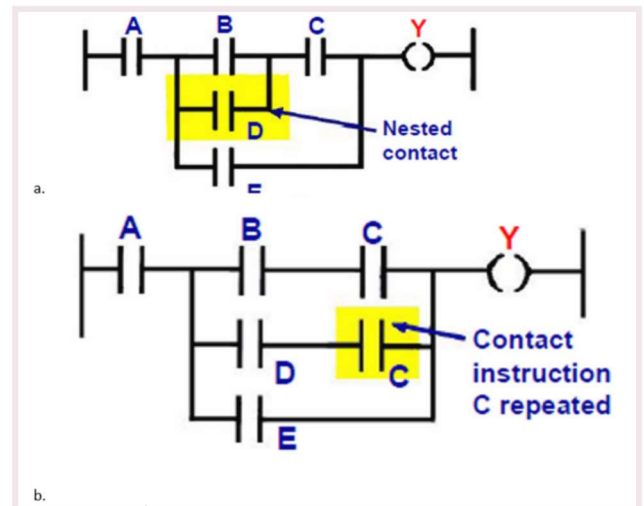 A B C Y
D
Nested
contact
a.
A B C Y
D C
Contact
instruction
C repeated
E
b.